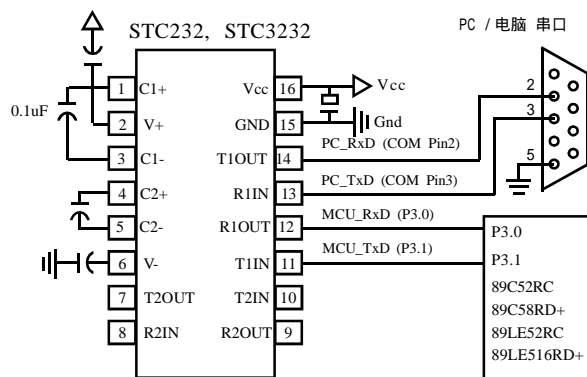 STC232, STC3232
PC / 电脑 串口
1 C1+ Vcc 16 Vcc
0.1uF
2 V+ GND 15 Gnd
3 C1- T1OUT 14 PC_RxD (COM Pin2) 2
4 C2+ R1IN 13 PC_TxD (COM Pin3) 3
5
5 C2- R1OUT 12 MCU_RxD (P3.0) P3.0
6 V- T1IN 11 MCU_TxD (P3.1) P3.1
7 T2OUT T2IN 10
8 R2IN R2OUT 9
89C52RC
89C58RD+
89LE52RC
89LE516RD+